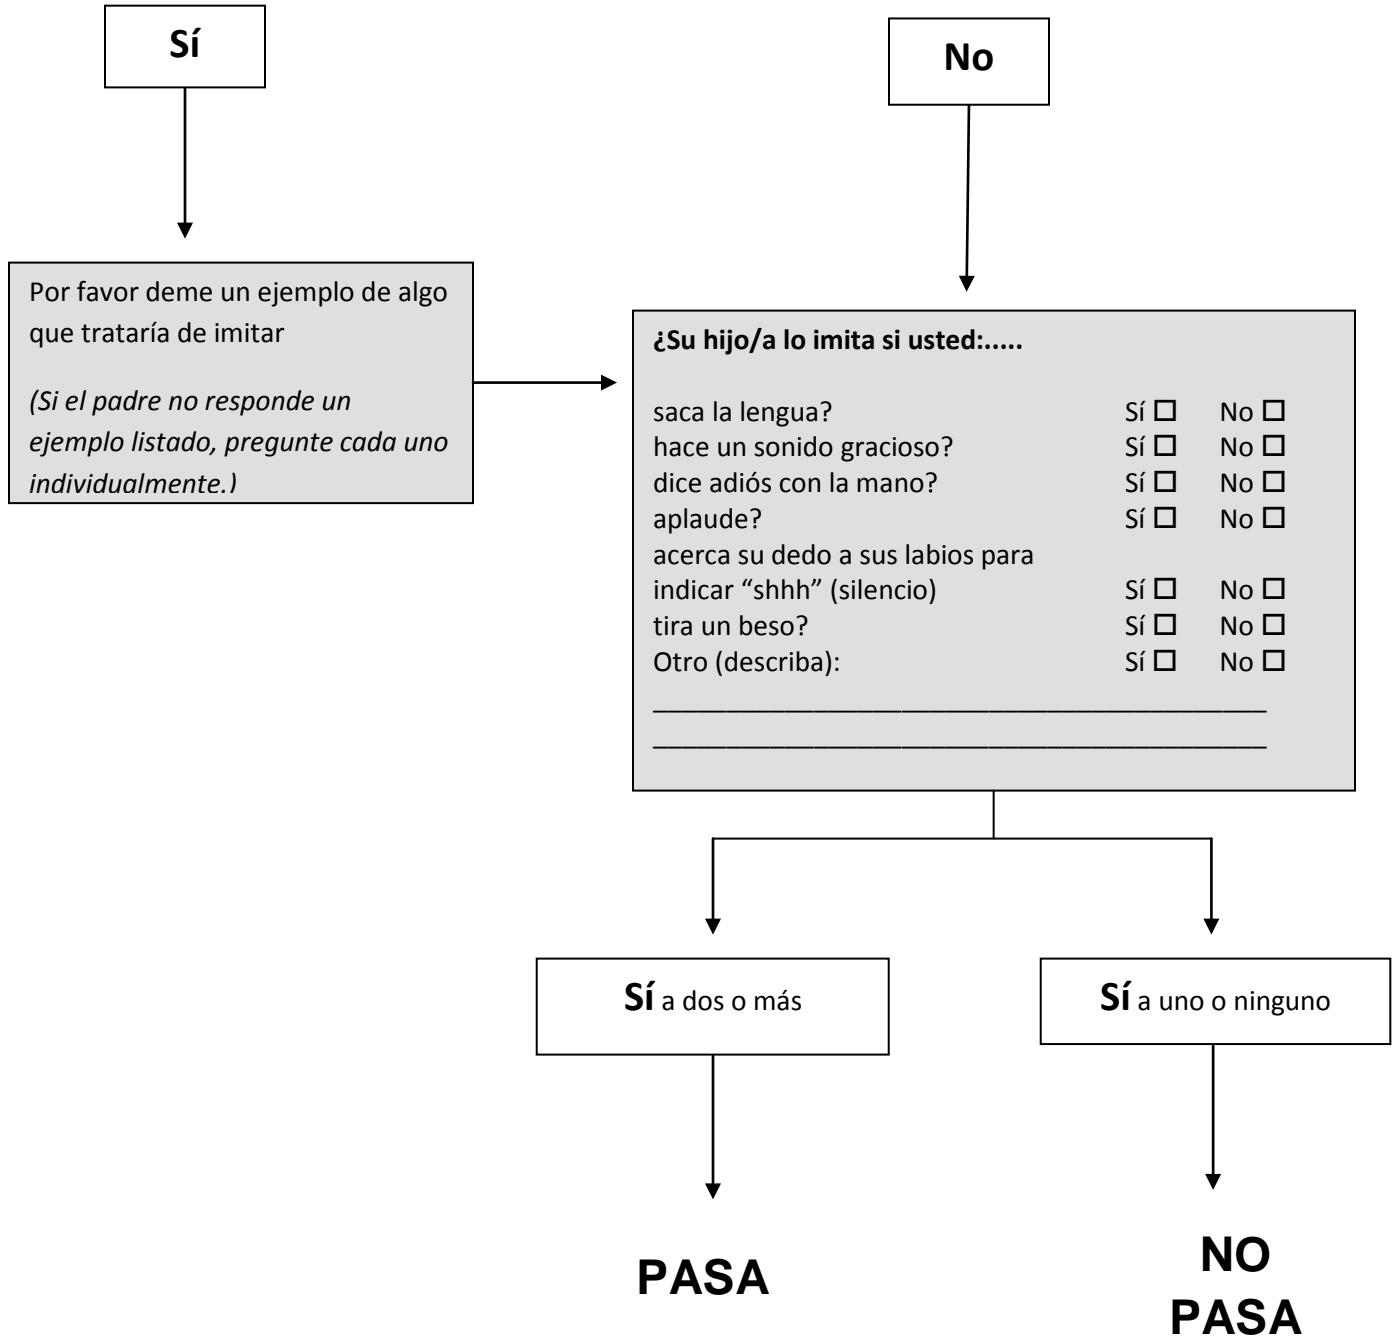 Sí
No
Por favor deme un ejemplo de algo
que trataría de imitar
(Si el padre no responde un
ejemplo listado, pregunte cada uno
individualmente.)
¿Su hijo/a lo imita si usted:.....
saca la lengua? Sí ☐ No ☐
hace un sonido gracioso? Sí ☐ No ☐
dice adiós con la mano? Sí ☐ No ☐
aplaude? Sí ☐ No ☐
acerca su dedo a sus labios para
indicar “shhh” (silencio) Sí ☐ No ☐
tira un beso? Sí ☐ No ☐
Otro (describa): Sí ☐ No ☐
____________________________________________
____________________________________________
Sí a dos o más
Sí a uno o ninguno
PASA
NO
PASA